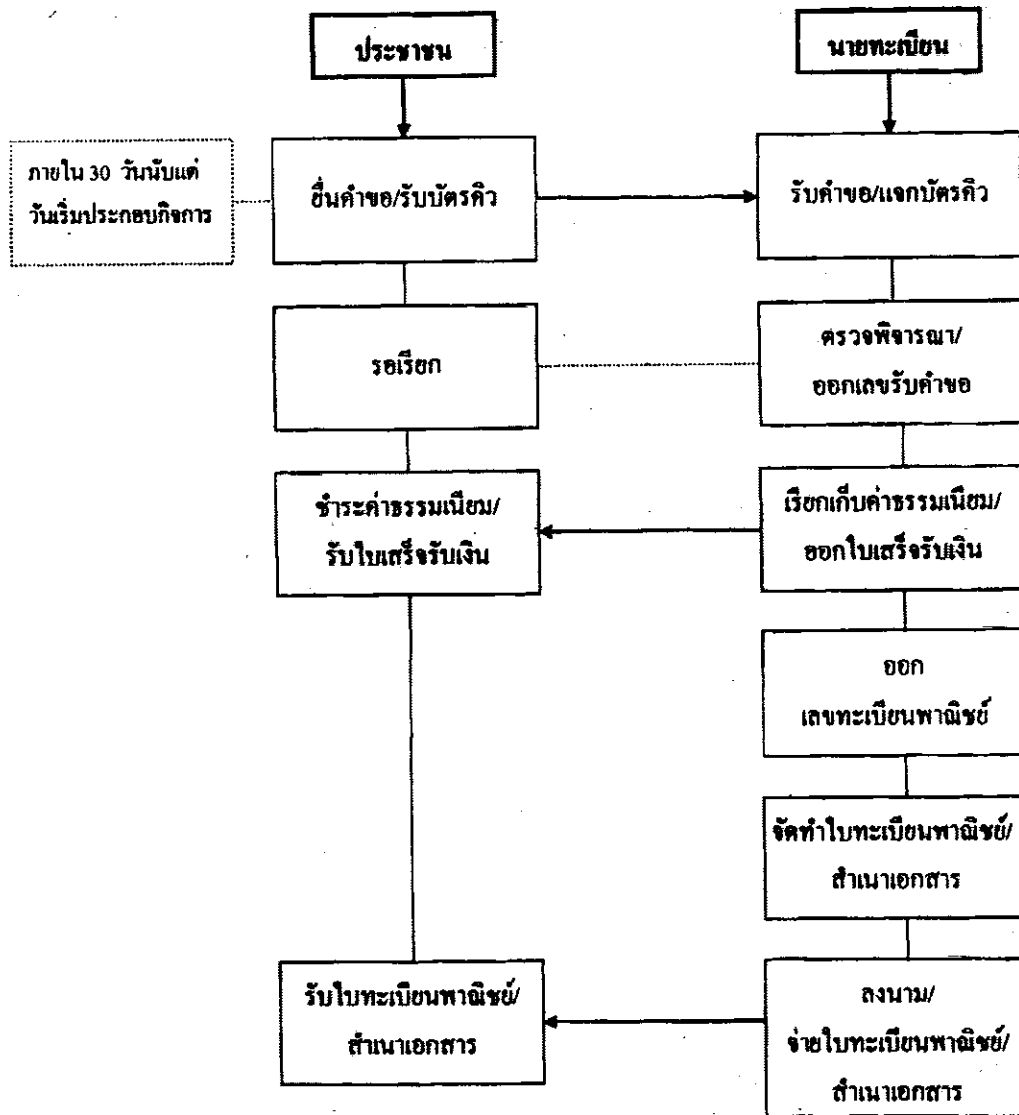 ประชาชน
นายทะเบียน
ภายใน 30 วันนับแต่
วันเริ่มประกอบกิจการ
ยื่นคำขอ/รับบัตรคิว
รับคำขอ/แจกบัตรคิว
รอเรียก
ตรวจพิจารณา/
ออกเลขรับคำขอ
ชำระค่าธรรมเนียม/
รับใบเสร็จรับเงิน
เรียกเก็บค่าธรรมเนียม/
ออกใบเสร็จรับเงิน
ออก
เลขทะเบียนพาณิชย์
จัดทำใบทะเบียนพาณิชย์/
สำเนาเอกสาร
รับใบทะเบียนพาณิชย์/
สำเนาเอกสาร
ลงนาม/
จ่ายใบทะเบียนพาณิชย์/
สำเนาเอกสาร